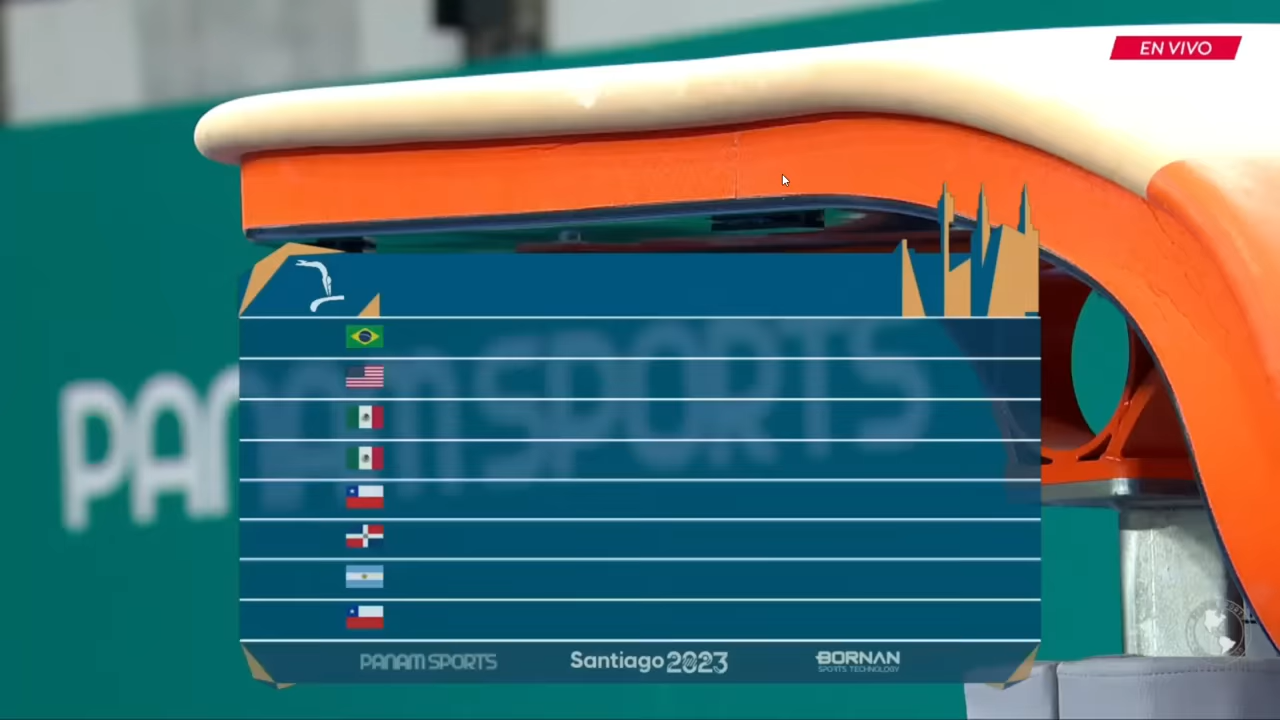 EN VIVO
PANAM SPORTS
PANAM SPORTS
Santiago 2023
BORNAN
SPORTS TECHNOLOGY